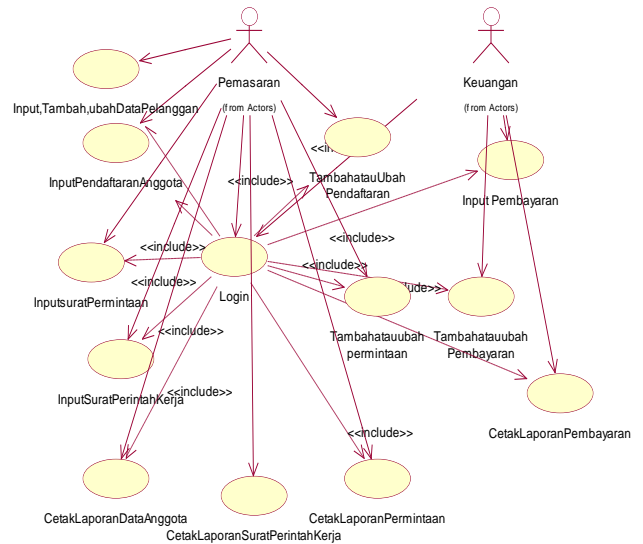 Pemasaran
(from Actors)
Keuangan
(from Actors)
Input,Tambah,ubahDataPelanggan
InputPendaftaranAnggota
<<include>>
TambahatauUbah
Pendaftaran
<<include>>
Input Pembayaran
<<include>>
<<include>>
<<include>>
<<include>>
<<include>>
InputsuratPermintaan
Login
<<include>>
Tambahatauubah
permintaan
Tambahatauubah
Pembayaran
InputSuratPerintahKerja
<<include>>
CetakLaporanPembayaran
<<include>>
CetakLaporanDataAnggota
CetakLaporanSuratPerintahKerja
CetakLaporanPermintaan